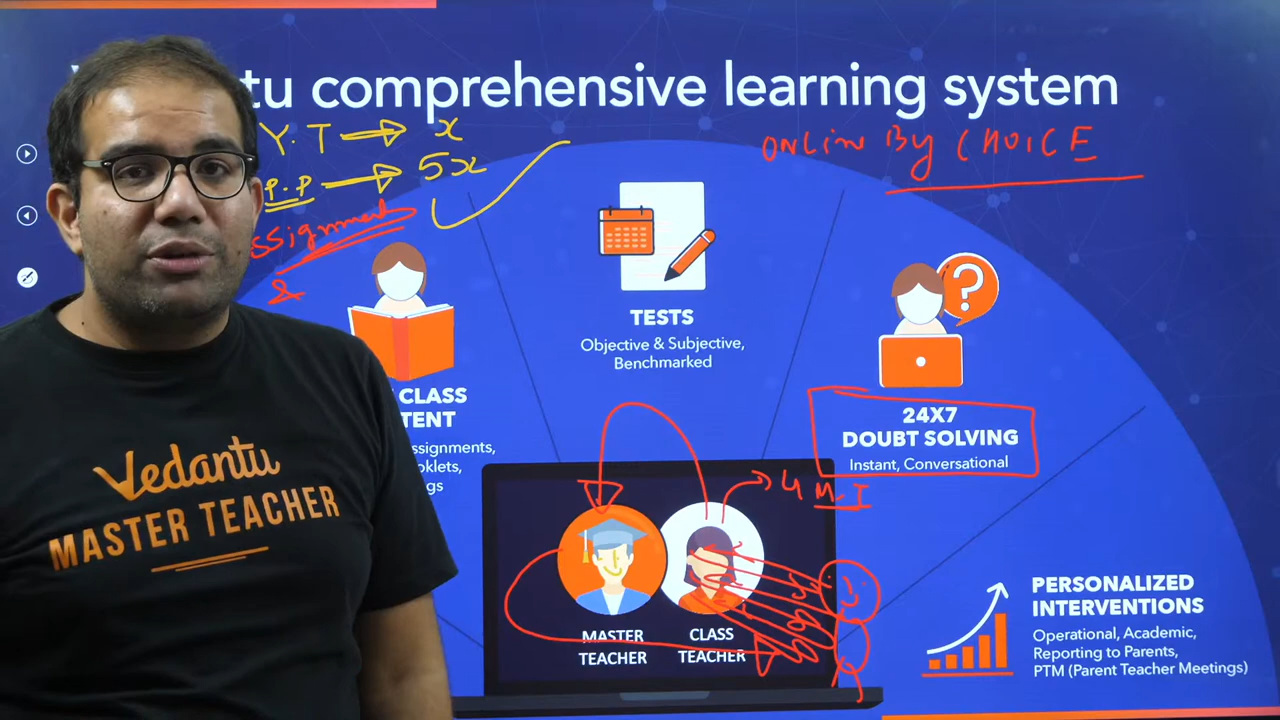 tu comprehensive learning system
Y.T → x
P.P → 5x
ONLINE By CHOICE
ssignment
&
CLASS
TENT
ssignments,
oklets,
gs
TESTS
Objective & Subjective,
Benchmarked
24X7
DOUBT SOLVING
Instant, Conversational
MASTER
TEACHER
CLASS
TEACHER
PERSONALIZED
INTERVENTIONS
Operational, Academic,
Reporting to Parents,
PTM (Parent Teacher Meetings)
Vedantu
MASTER TEACHER